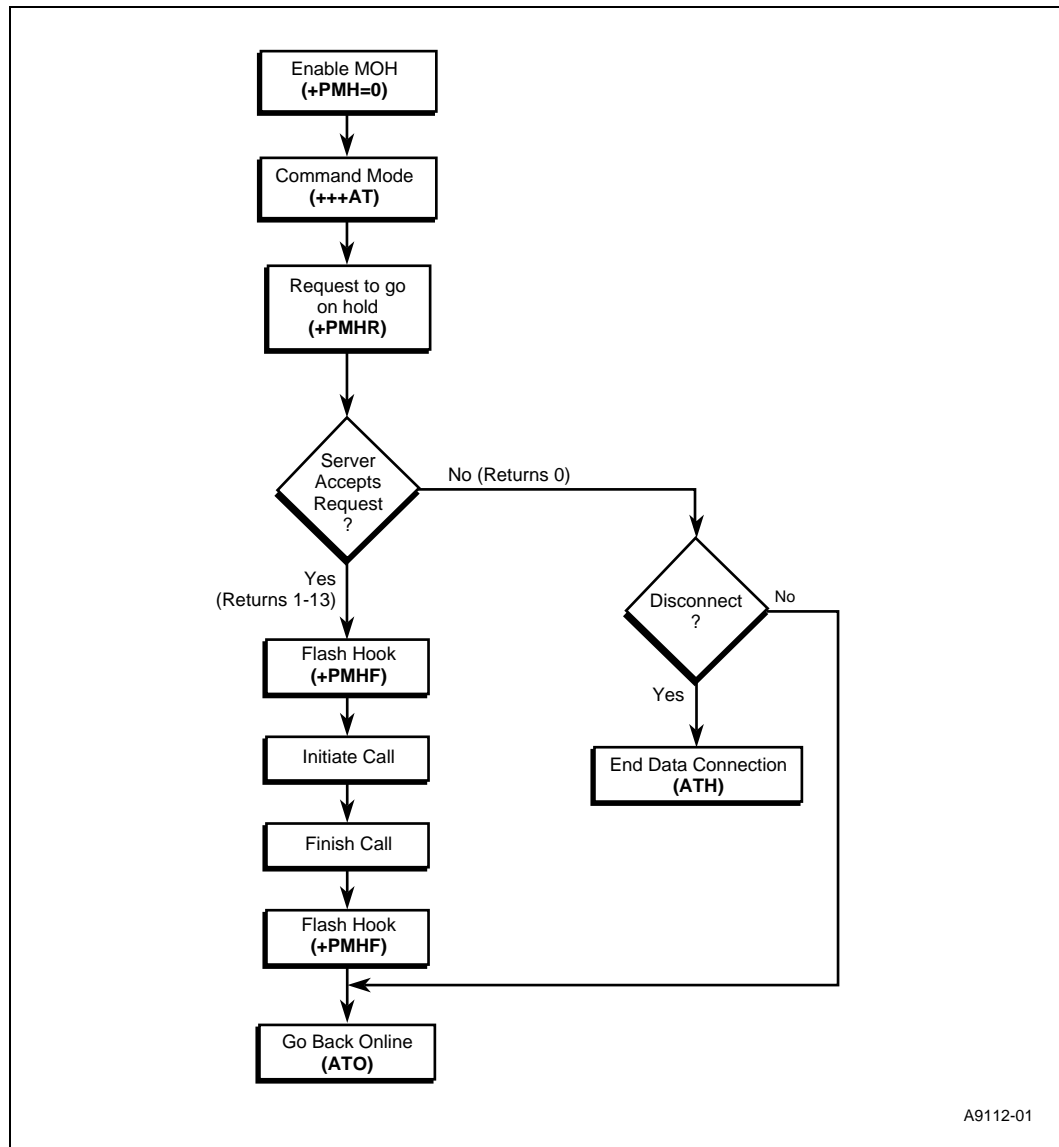 Enable MOH
(+PMH=0)
Command Mode
(+++AT)
Request to go
on hold
(+PMHR)
Server
Accepts
Request
?
No (Returns 0)
Yes
(Returns 1-13)
Disconnect
?
No
Yes
Flash Hook
(+PMHF)
Initiate Call
End Data Connection
(ATH)
Finish Call
Flash Hook
(+PMHF)
Go Back Online
(ATO)
A9112-01